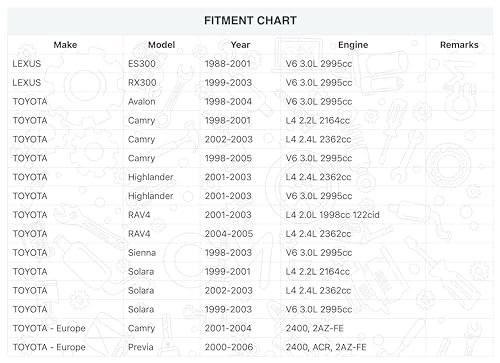 FITMENT CHART
Make Model Year Engine Remarks
LEXUS ES300 1988-2001 V6 3.0L 2995cc
LEXUS RX300 1999-2003 V6 3.0L 2995cc
TOYOTA Avalon 1998-2004 V6 3.0L 2995cc
TOYOTA Camry 1998-2001 L4 2.2L 2164cc
TOYOTA Camry 2002-2003 L4 2.4L 2362cc
TOYOTA Camry 1998-2005 V6 3.0L 2995cc
TOYOTA Highlander 2001-2003 L4 2.4L 2362cc
TOYOTA Highlander 2001-2003 V6 3.0L 2995cc
TOYOTA RAV4 2001-2003 L4 2.0L 1998cc 122cid
TOYOTA RAV4 2004-2005 L4 2.4L 2362cc
TOYOTA Sienna 1998-2003 V6 3.0L 2995cc
TOYOTA Solara 1999-2001 L4 2.2L 2164cc
TOYOTA Solara 2002-2003 L4 2.4L 2362cc
TOYOTA Solara 1999-2003 V6 3.0L 2995cc
TOYOTA - Europe Camry 2001-2004 2400, 2AZ-FE
TOYOTA - Europe Previa 2000-2006 2400, ACR, 2AZ-FE